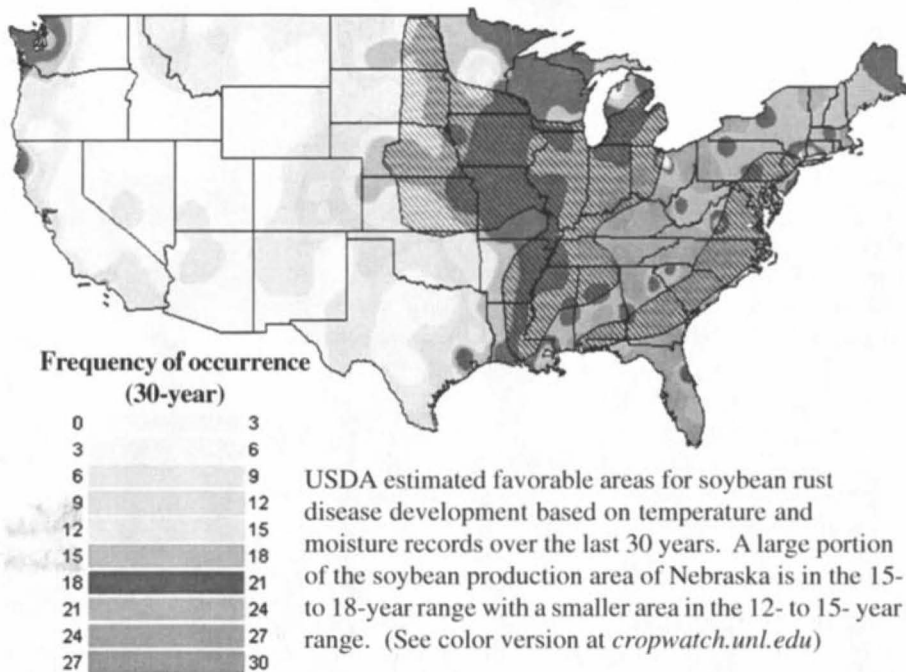 Frequency of occurrence
(30-year)
0 3
3 6
6 9
9 12
12 15
15 18
18 21
21 24
24 27
27 30
USDA estimated favorable areas for soybean rust
disease development based on temperature and
moisture records over the last 30 years. A large portion
of the soybean production area of Nebraska is in the 15-
to 18-year range with a smaller area in the 12- to 15- year
range. (See color version at cropwatch.unl.edu)